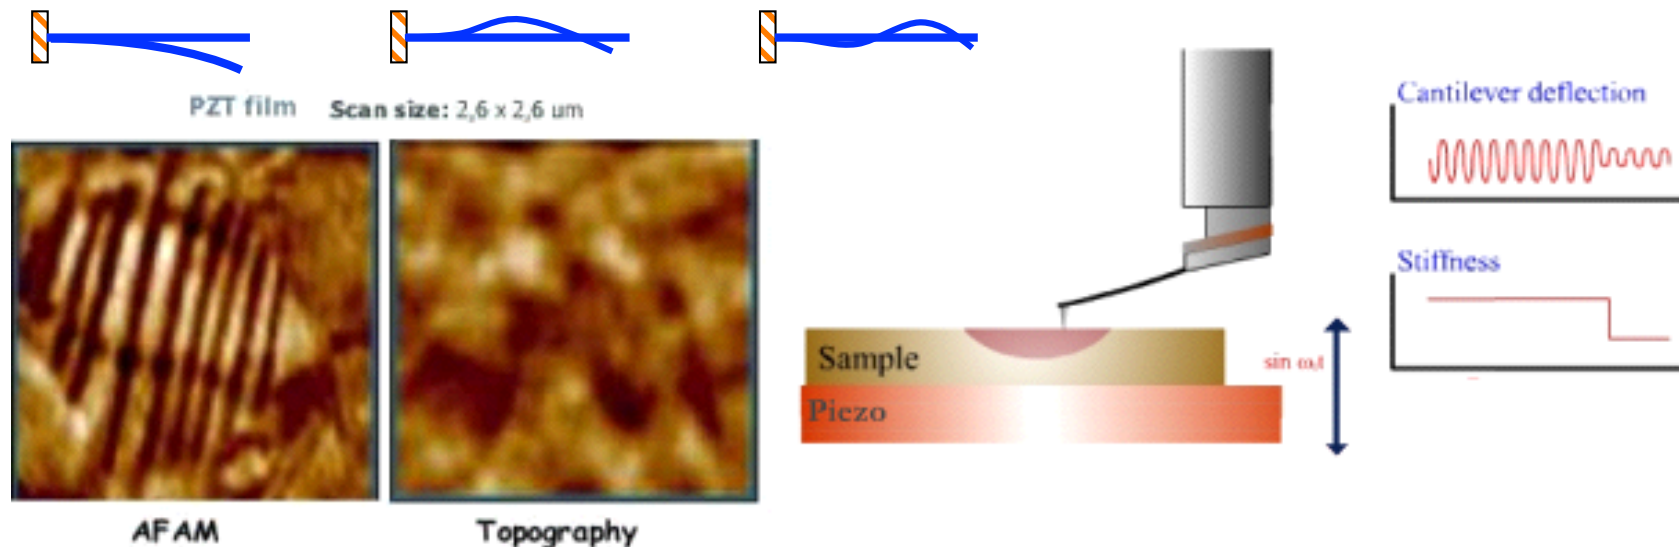 PZT film Scan size: 2,6 x 2,6 um
AFAM
Topography
Sample
Piezo
sin ωt
Cantilever deflection
Stiffness